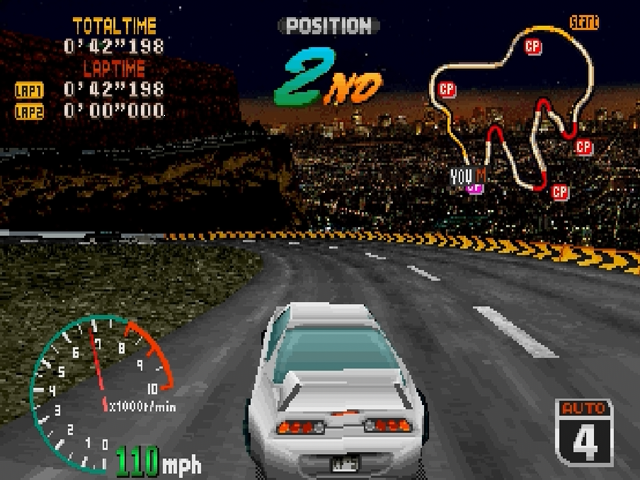 TOTALTIME
0'42"198
LAPTIME
LAP1 0'42"198
LAP2 0'00"000
POSITION
2ND
start
CP
CP
CP
CP
YOU M
7
6
8
5
9
4
10
3
x1000r/min
2
1
0
110mph
AUTO
4